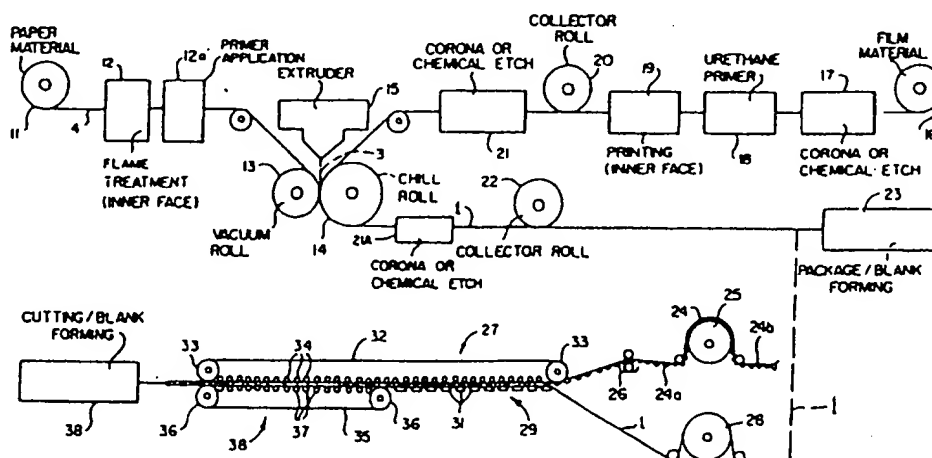 PAPER MATERIAL
11
4
12
FLAME TREATMENT (INNER FACE)
12a
PRIMER APPLICATION
EXTRUDER
15
3
13
VACUUM ROLL
14
CHILL ROLL
CORONA OR CHEMICAL ETCH
21
COLLECTOR ROLL
20
19
PRINTING (INNER FACE)
URETHANE PRIMER
18
17
CORONA OR CHEMICAL ETCH
FILM MATERIAL
16
21A
CORONA OR CHEMICAL ETCH
1
22
COLLECTOR ROLL
23
PACKAGE/BLANK FORMING
CUTTING/BLANK FORMING
38
33
34
32
27
33
36
37
38
35
36
31
29
26
24a
24
25
24b
1
28
1